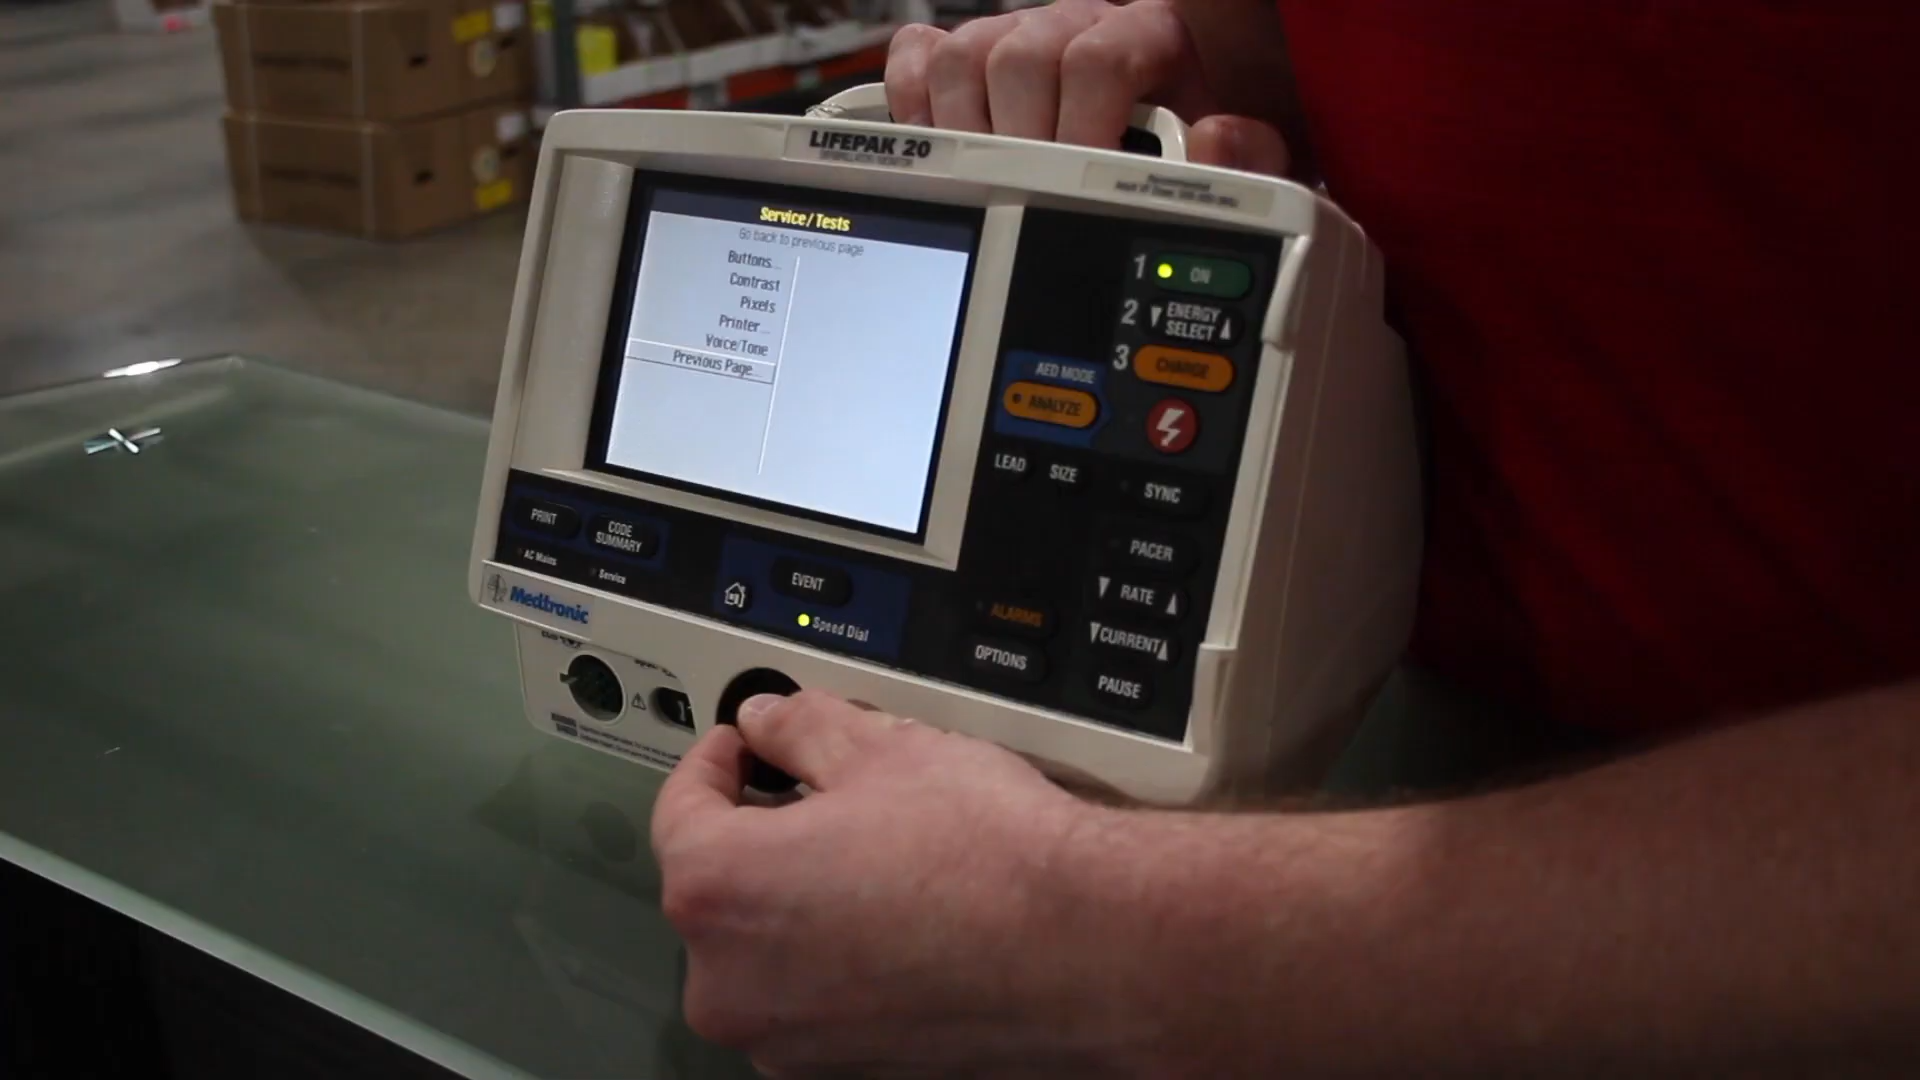 LIFEPAK 20
DEFIBRILLATOR/MONITOR
Service/Tests
Go back to previous page
Buttons...
Contrast
Pixels
Printer...
Voice/Tone
Previous Page...
1 ON
2 ENERGY
SELECT
3 CHARGE
AED MODE
ANALYZE
LEAD SIZE
SYNC
PACER
RATE
CURRENT
PAUSE
ALARMS
OPTIONS
PRINT
CODE
SUMMARY
AC Mains
Service
EVENT
Speed Dial
Medtronic